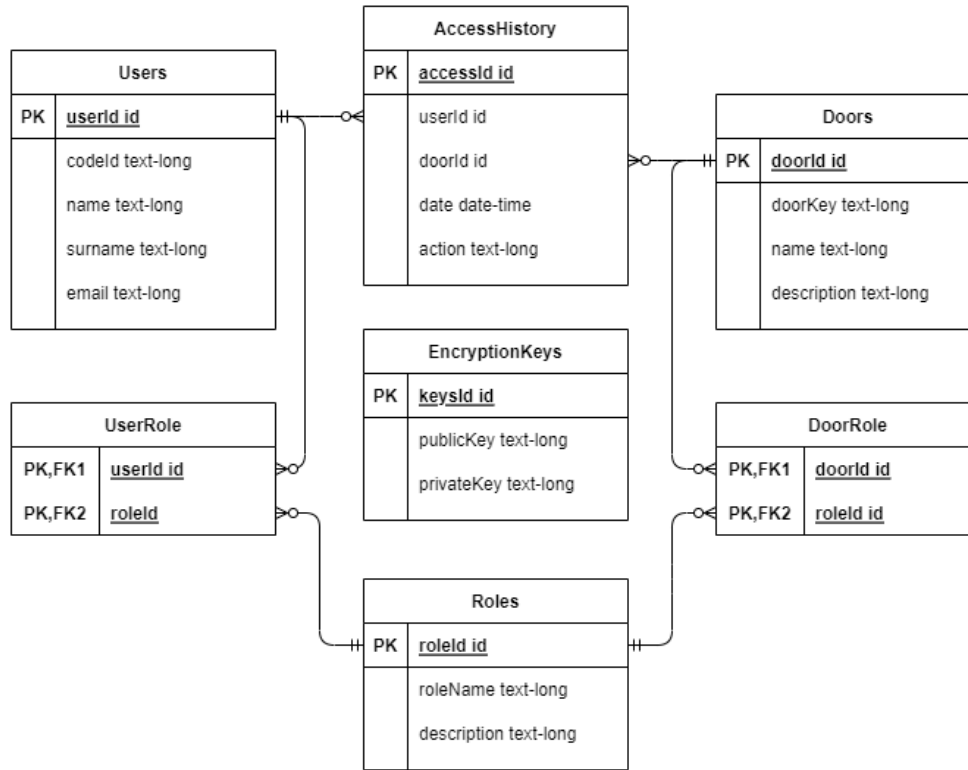 Users
PK userId id
codeId text-long
name text-long
surname text-long
email text-long
AccessHistory
PK accessId id
userId id
doorId id
date date-time
action text-long
Doors
PK doorId id
doorKey text-long
name text-long
description text-long
EncryptionKeys
PK keysId id
publicKey text-long
privateKey text-long
UserRole
PK,FK1 userId id
PK,FK2 roleId
DoorRole
PK,FK1 doorId id
PK,FK2 roleId id
Roles
PK roleId id
roleName text-long
description text-long